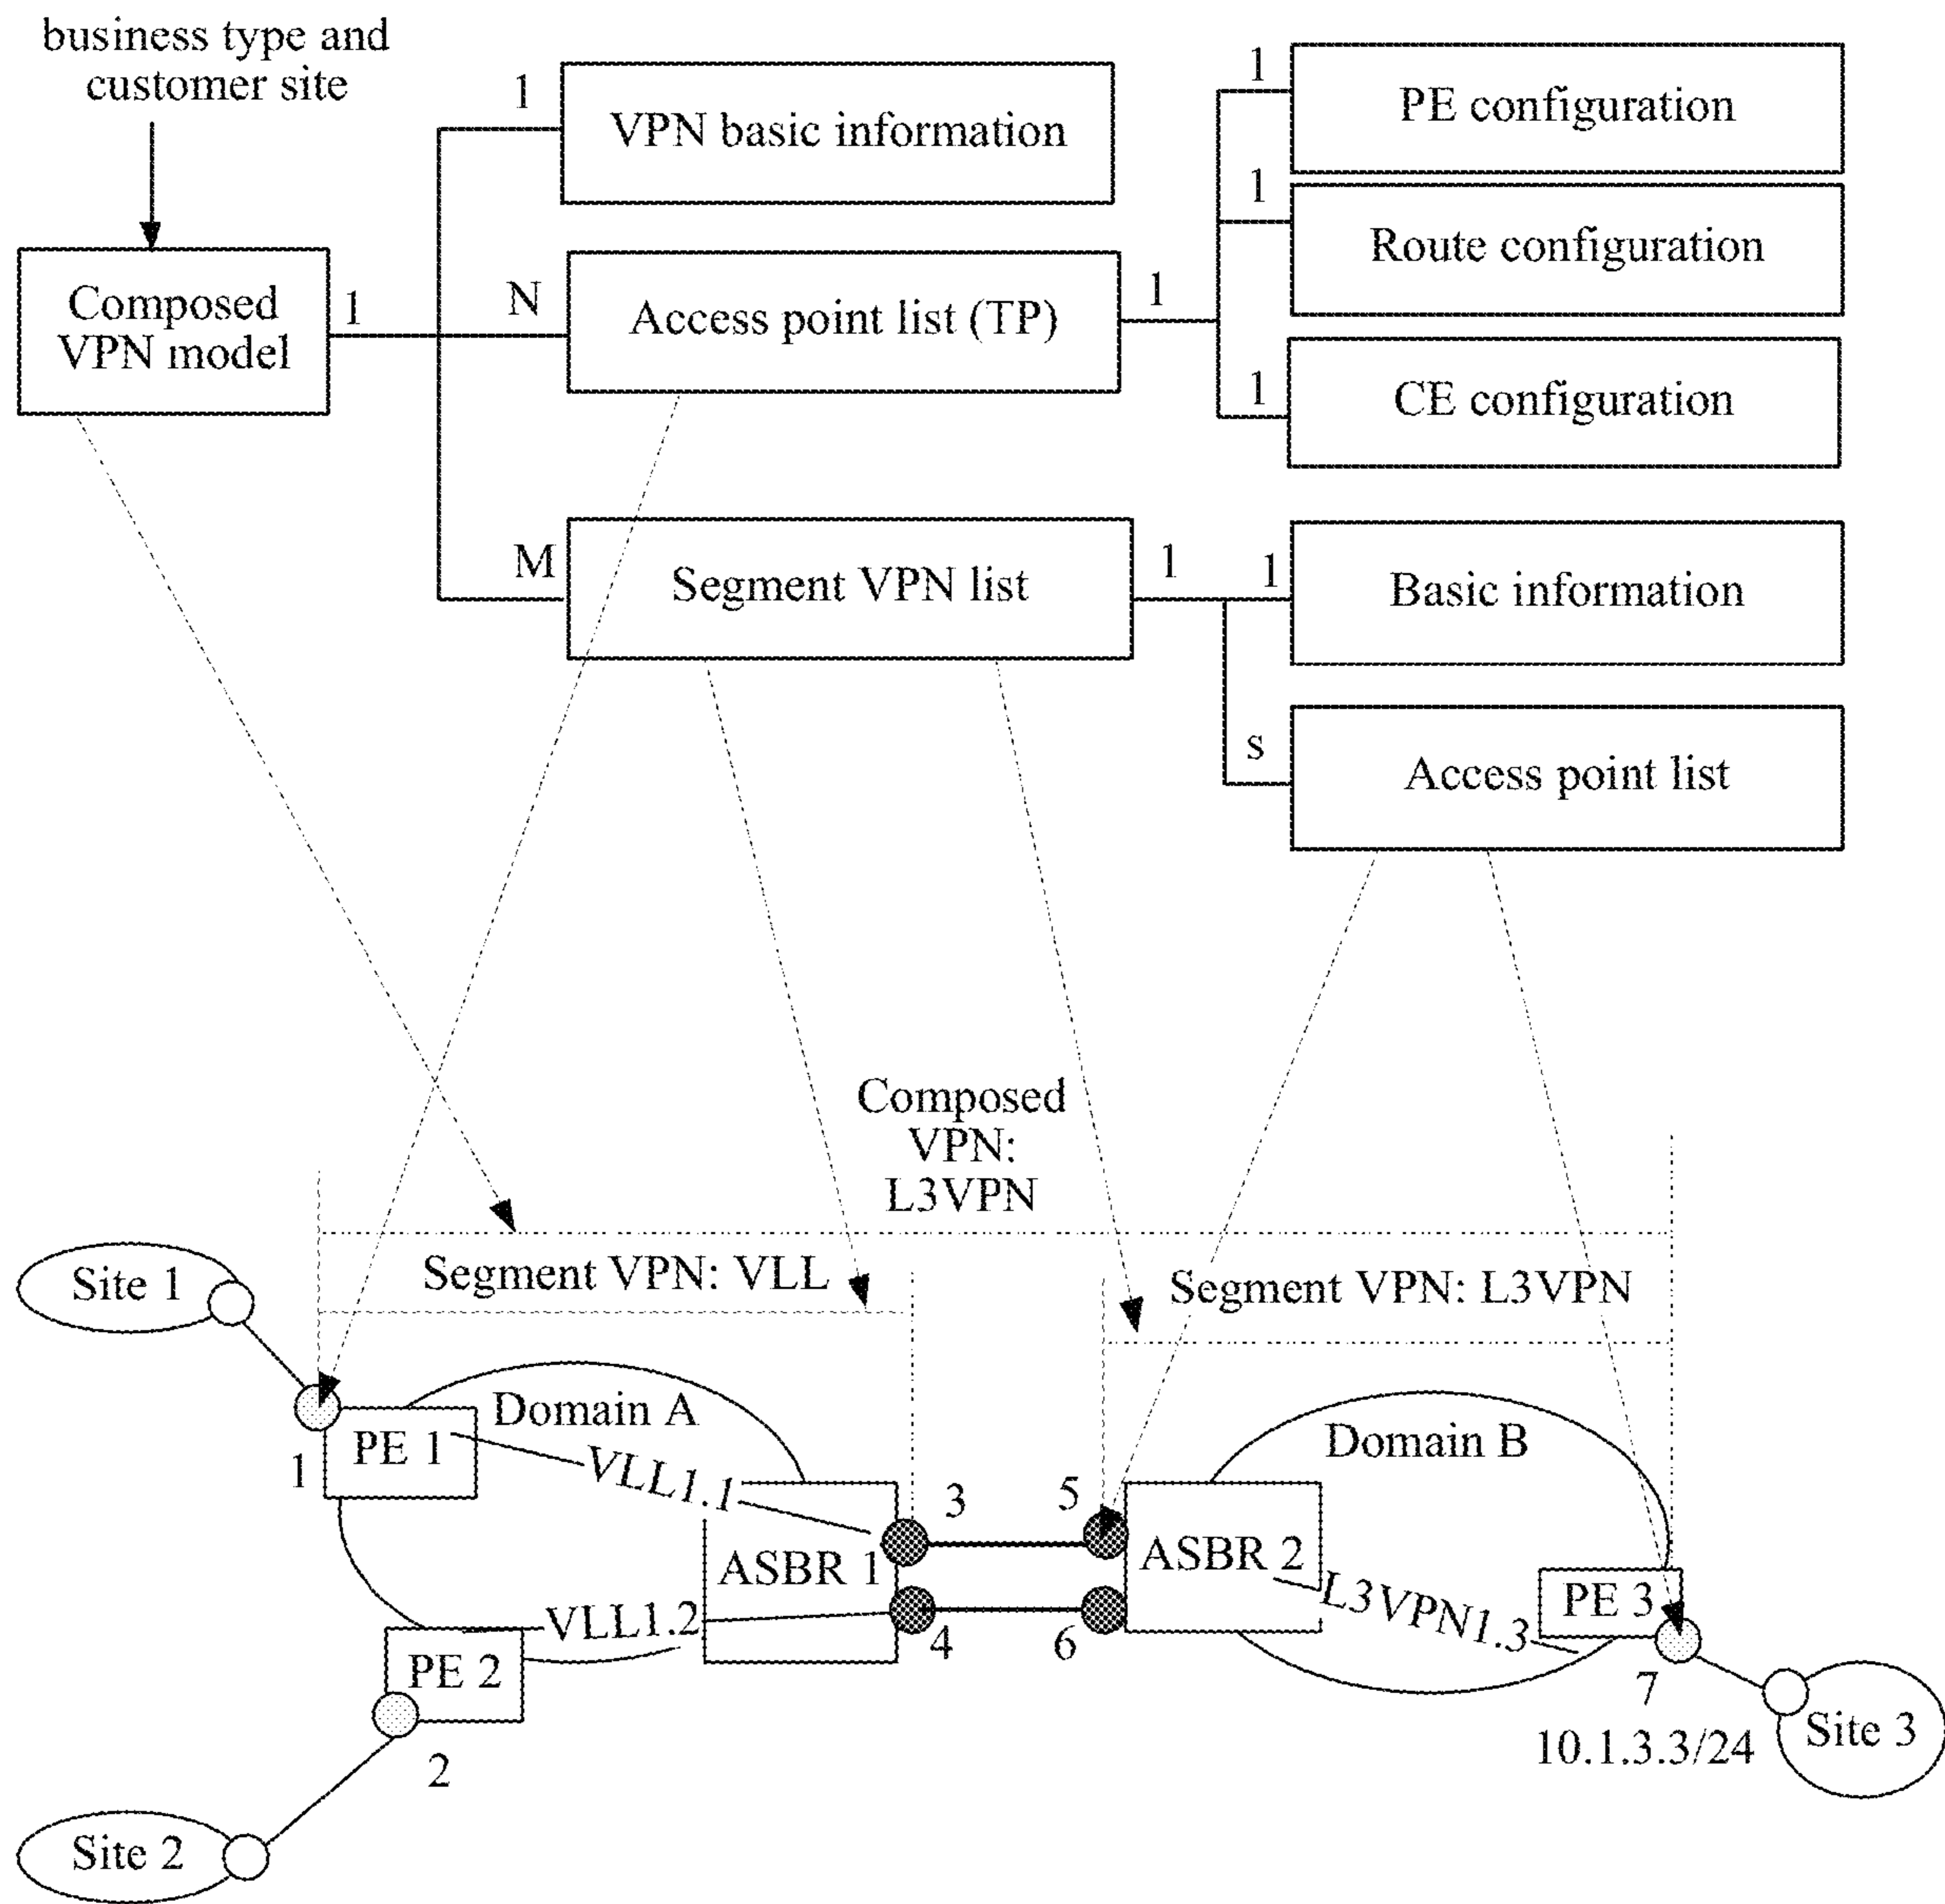 business type and
customer site
Composed
VPN model
1
1
VPN basic information
N
Access point list (TP)
1
1
PE configuration
1
Route configuration
1
CE configuration
M
Segment VPN list
1
1
Basic information
s
Access point list
Composed
VPN:
L3VPN
Segment VPN: VLL
Segment VPN: L3VPN
Site 1
1
PE 1
Domain A
VLL1.1
ASBR 1
3
5
ASBR 2
Domain B
VLL1.2
4
6
L3VPN1.3
PE 3
PE 2
2
7
10.1.3.3/24
Site 3
Site 2